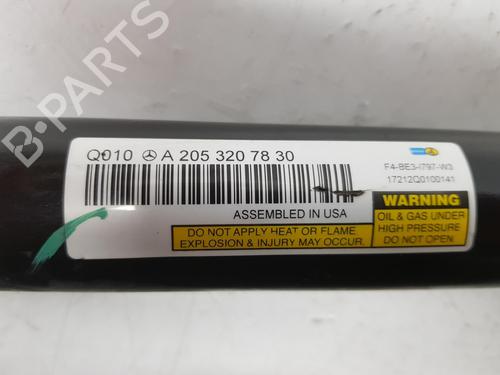 B-PARTS
Q010 A 205 320 78 30
F4-BE3-I797-W3
17212Q0100141
ASSEMBLED IN USA
DO NOT APPLY HEAT OR FLAME
EXPLOSION & INJURY MAY OCCUR.
WARNING
OIL & GAS UNDER
HIGH PRESSURE
DO NOT OPEN.